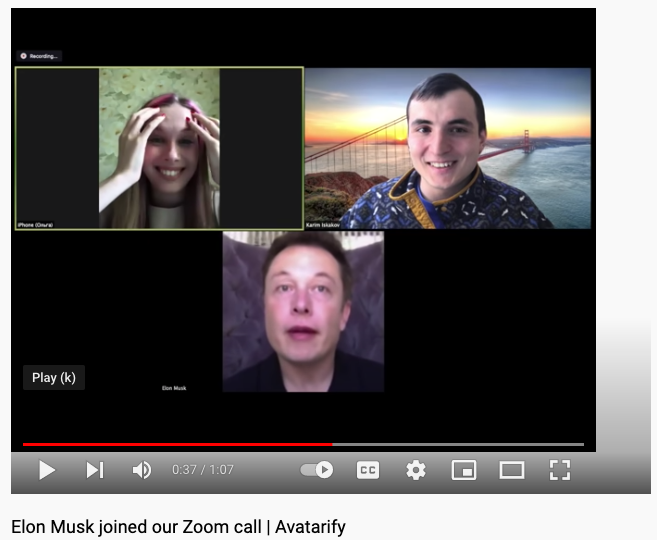 Recording...
iPhone (Ольга)
Karim Iskakov
Elon Musk
Play (k)
0:37 / 1:07
CC
Elon Musk joined our Zoom call | Avatarify